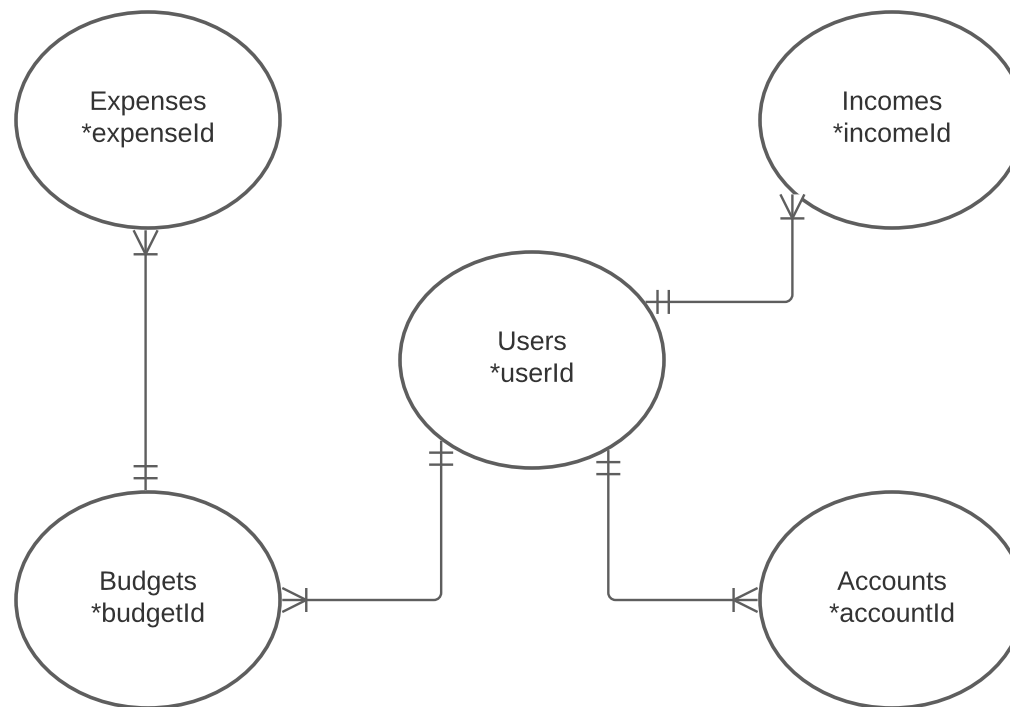 Expenses
*expenseId
Incomes
*incomeId
Users
*userId
Budgets
*budgetId
Accounts
*accountId